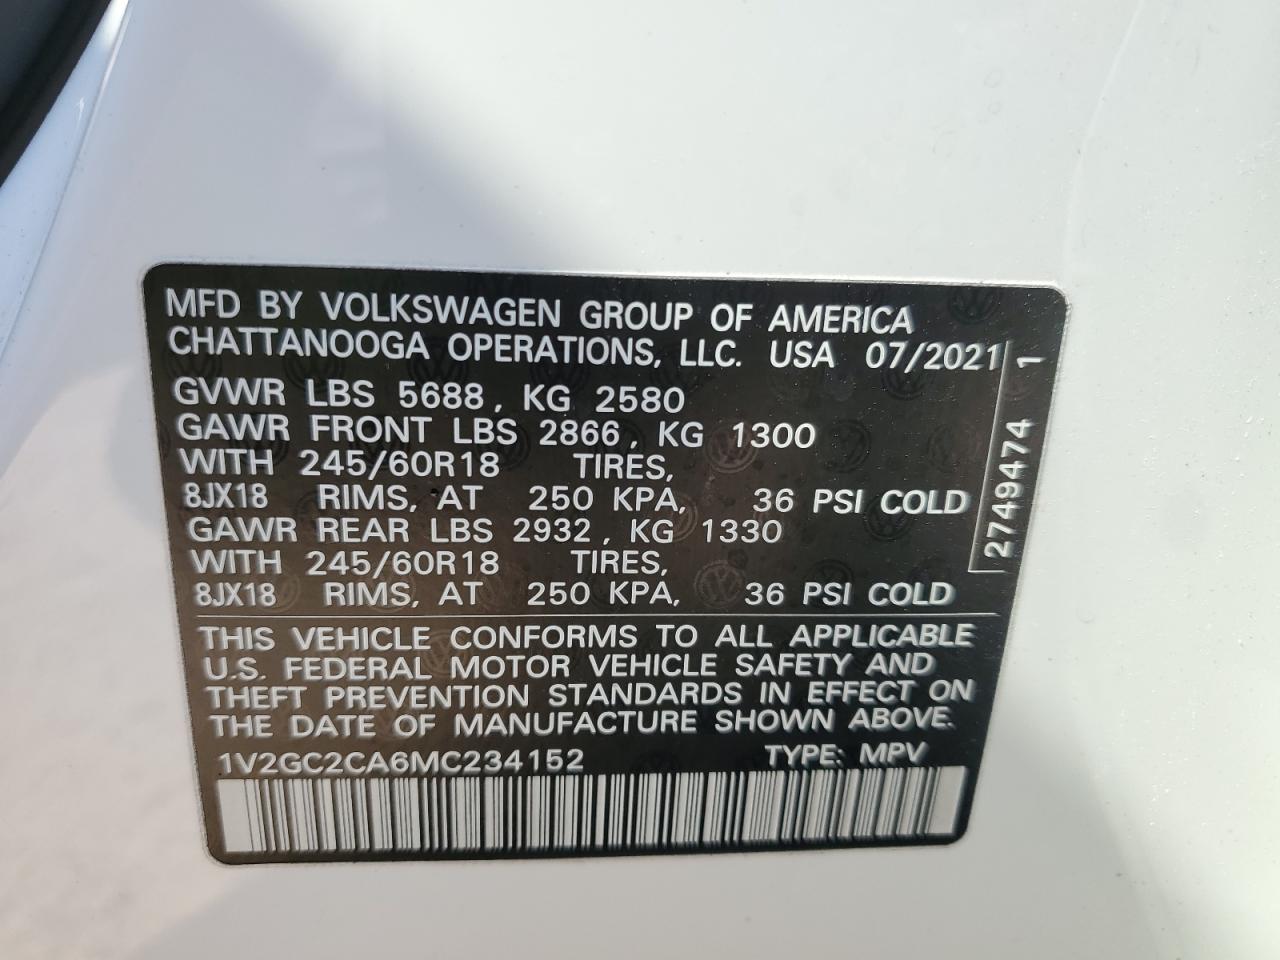 MFD BY VOLKSWAGEN GROUP OF AMERICA
CHATTANOOGA OPERATIONS, LLC. USA 07/2021
GVWR LBS 5688, KG 2580
GAWR FRONT LBS 2866, KG 1300
WITH 245/60R18 TIRES,
8JX18 RIMS, AT 250 KPA, 36 PSI COLD
GAWR REAR LBS 2932, KG 1330
WITH 245/60R18 TIRES,
8JX18 RIMS, AT 250 KPA, 36 PSI COLD
THIS VEHICLE CONFORMS TO ALL APPLICABLE
U.S. FEDERAL MOTOR VEHICLE SAFETY AND
THEFT PREVENTION STANDARDS IN EFFECT ON
THE DATE OF MANUFACTURE SHOWN ABOVE.
1V2GC2CA6MC234152 TYPE: MPV
2749474 1